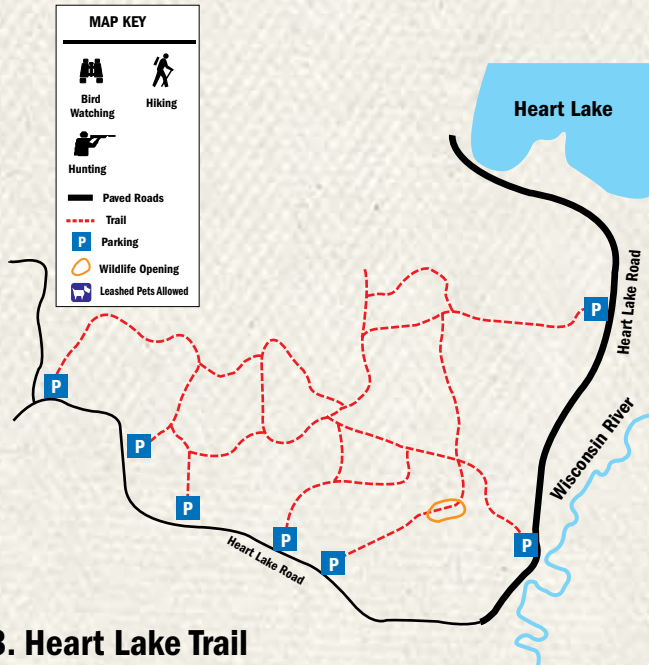 MAP KEY
Bird
Watching
Hiking
Hunting
Paved Roads
Trail
P
Parking
Wildlife Opening
Leashed Pets Allowed
Heart Lake
P
Heart Lake Road
P
Wisconsin River
P
P
P
P
P
Heart Lake Road
3. Heart Lake Trail